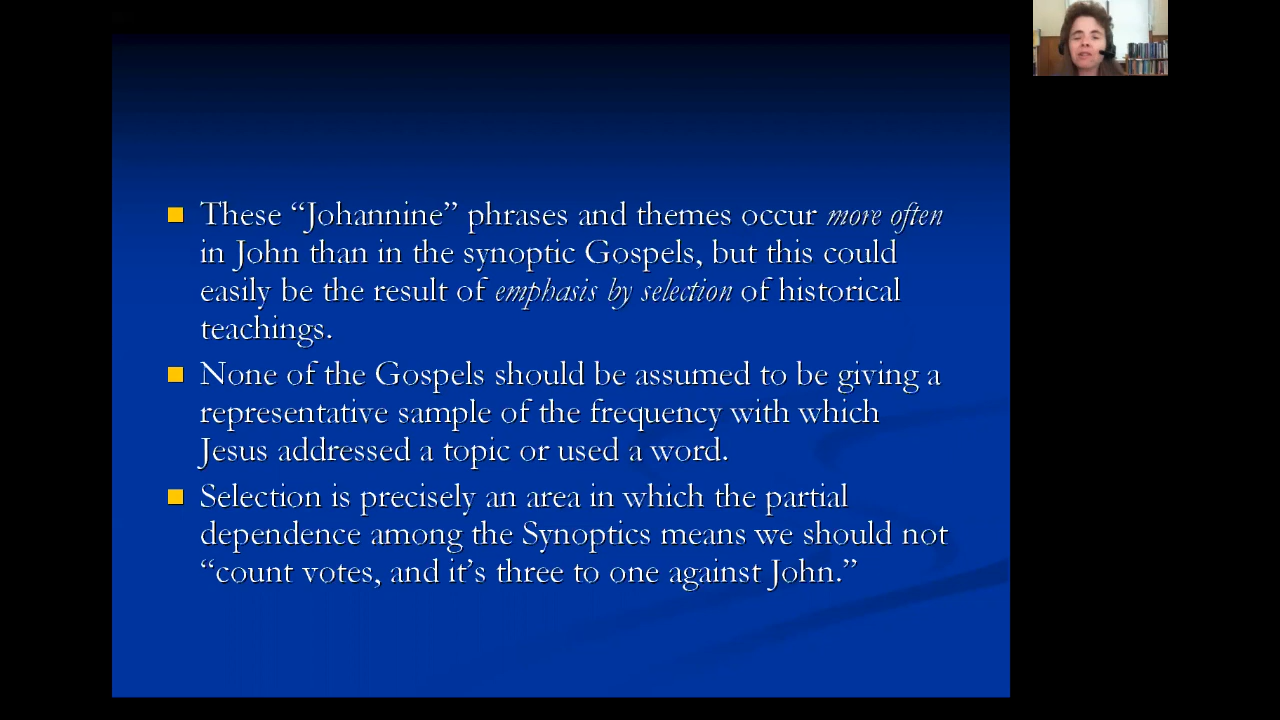 These “Johannine” phrases and themes occur more often
in John than in the synoptic Gospels, but this could
easily be the result of emphasis by selection of historical
teachings.
None of the Gospels should be assumed to be giving a
representative sample of the frequency with which
Jesus addressed a topic or used a word.
Selection is precisely an area in which the partial
dependence among the Synoptics means we should not
“count votes, and it’s three to one against John.”